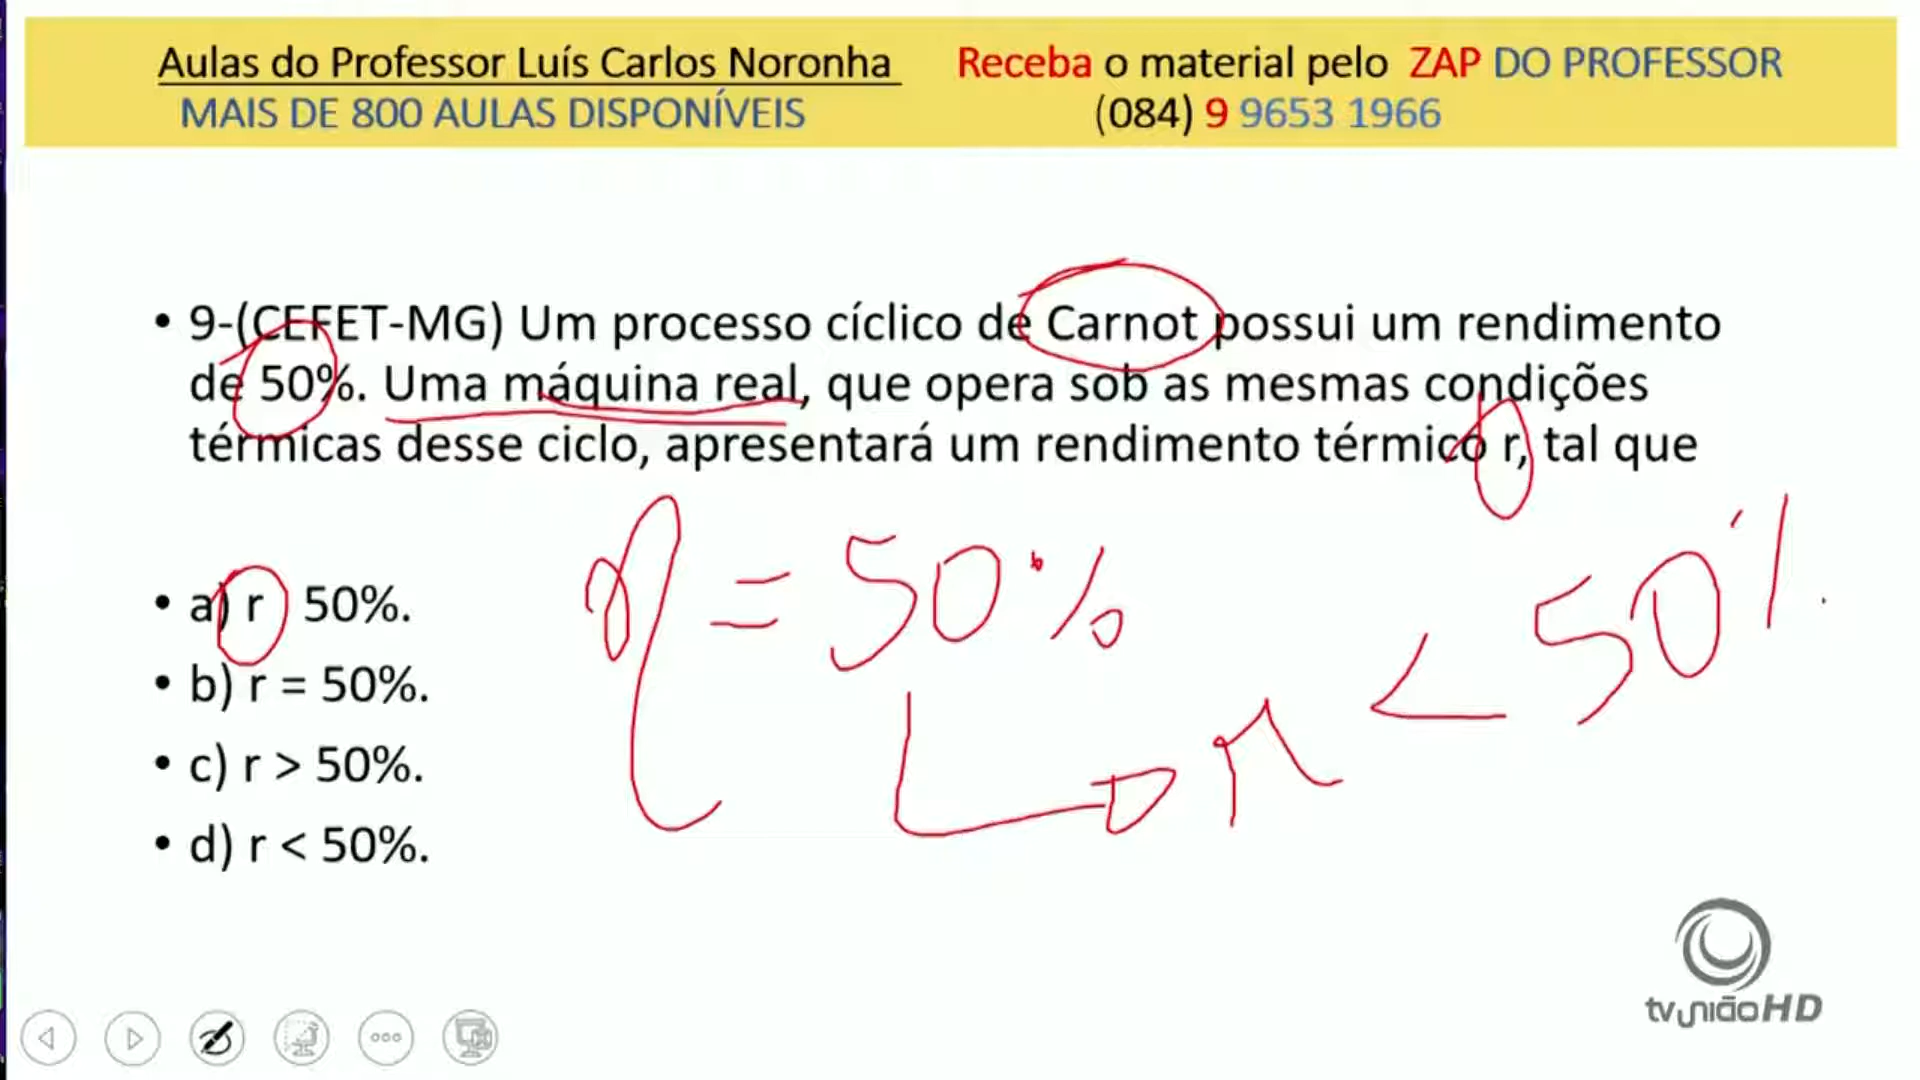 Aulas do Professor Luís Carlos Noronha Receba o material pelo ZAP DO PROFESSOR
MAIS DE 800 AULAS DISPONÍVEIS (084) 9 9653 1966
• 9-(CEFET-MG) Um processo cíclico de Carnot possui um rendimento
de 50%. Uma máquina real, que opera sob as mesmas condições
térmicas desse ciclo, apresentará um rendimento térmico r, tal que
• a) r 50%.
• b) r = 50%.
• c) r > 50%.
• d) r < 50%.
η = 50%
r < 50%
tv união HD